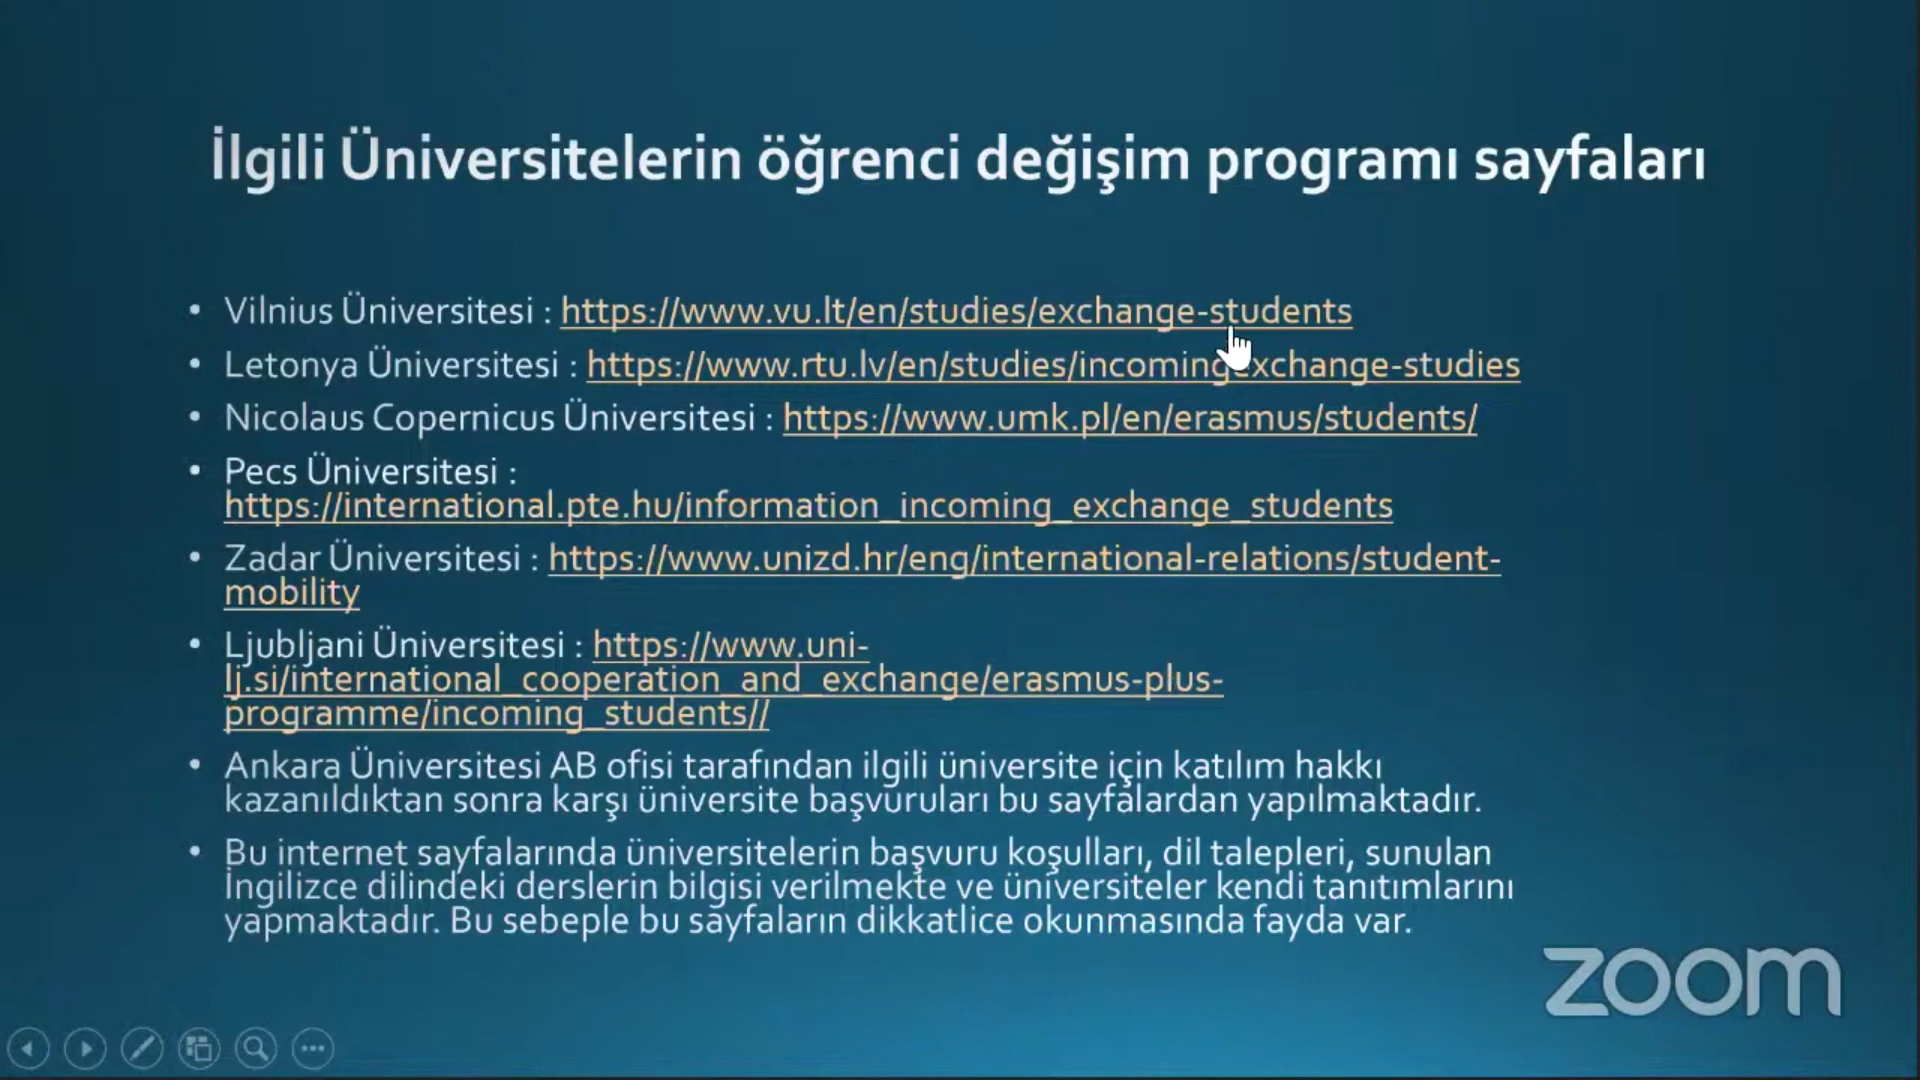 İlgili Üniversitelerin öğrenci değişim programı sayfaları
• Vilnius Üniversitesi : https://www.vu.lt/en/studies/exchange-students
• Letonya Üniversitesi : https://www.rtu.lv/en/studies/incomingexchange-studies
• Nicolaus Copernicus Üniversitesi : https://www.umk.pl/en/erasmus/students/
• Pecs Üniversitesi :
https://international.pte.hu/information_incoming_exchange_students
• Zadar Üniversitesi : https://www.unizd.hr/eng/international-relations/student-
mobility
• Ljubljani Üniversitesi : https://www.uni-
lj.si/international_cooperation_and_exchange/erasmus-plus-
programme/incoming_students//
• Ankara Üniversitesi AB ofisi tarafından ilgili üniversite için katılım hakkı
kazanıldıktan sonra karşı üniversite başvuruları bu sayfalardan yapılmaktadır.
• Bu internet sayfalarında üniversitelerin başvuru koşulları, dil talepleri, sunulan
İngilizce dilindeki derslerin bilgisi verilmekte ve üniversiteler kendi tanıtımlarını
yapmaktadır. Bu sebeple bu sayfaların dikkatlice okunmasında fayda var.
zoom